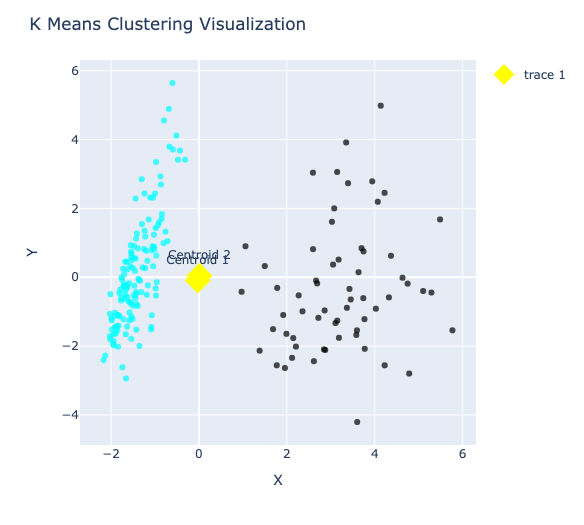 K Means Clustering Visualization
trace 1
Y
6
4
2
0
−2
−4
Centroid 2
Centroid 1
−2
0
2
4
6
X